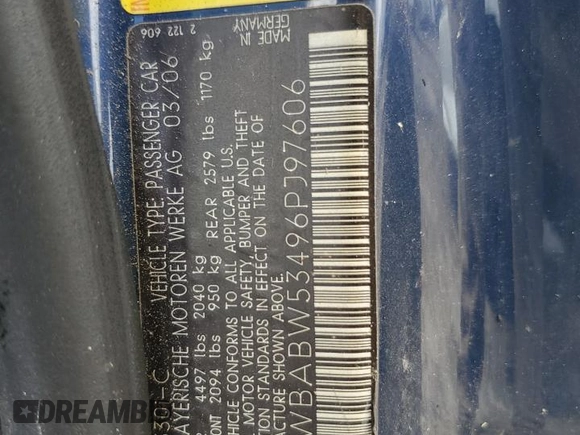 330I-C VEHICLE TYPE: PASSENGER CAR 2 122 606
BAYERISCHE MOTOREN WERKE AG 03/06
4497 lbs 2040 kg MADE IN
GERMANY
FRONT 2094 lbs 950 kg REAR 2579 lbs 1170 kg
VEHICLE CONFORMS TO ALL APPLICABLE U.S.
MOTOR VEHICLE SAFETY, BUMPER AND THEFT
STANDARDS IN EFFECT ON THE DATE OF
MANUFACTURE SHOWN ABOVE.
WBABW53496PJ97606
DREAMBID